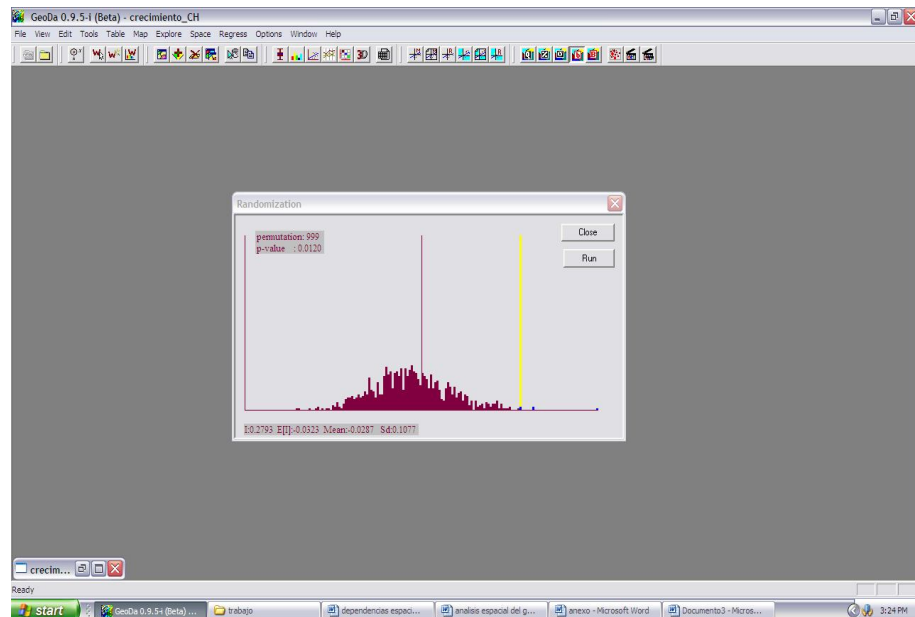 GeoDa 0.9.5-i (Beta) - crecimiento_CH
File View Edit Tools Table Map Explore Space Regress Options Window Help
Randomization
permutation: 999
p-value : 0.0120
Close
Run
I:0.2793 E[I]:-0.0323 Mean:-0.0287 Sd:0.1077
crecim...
Ready
start
GeoDa 0.9.5-i (Beta) ...
trabajo
dependencias espaci...
analisis espacial del g...
anexo - Microsoft Word
Documento3 - Micros...
3:24 PM